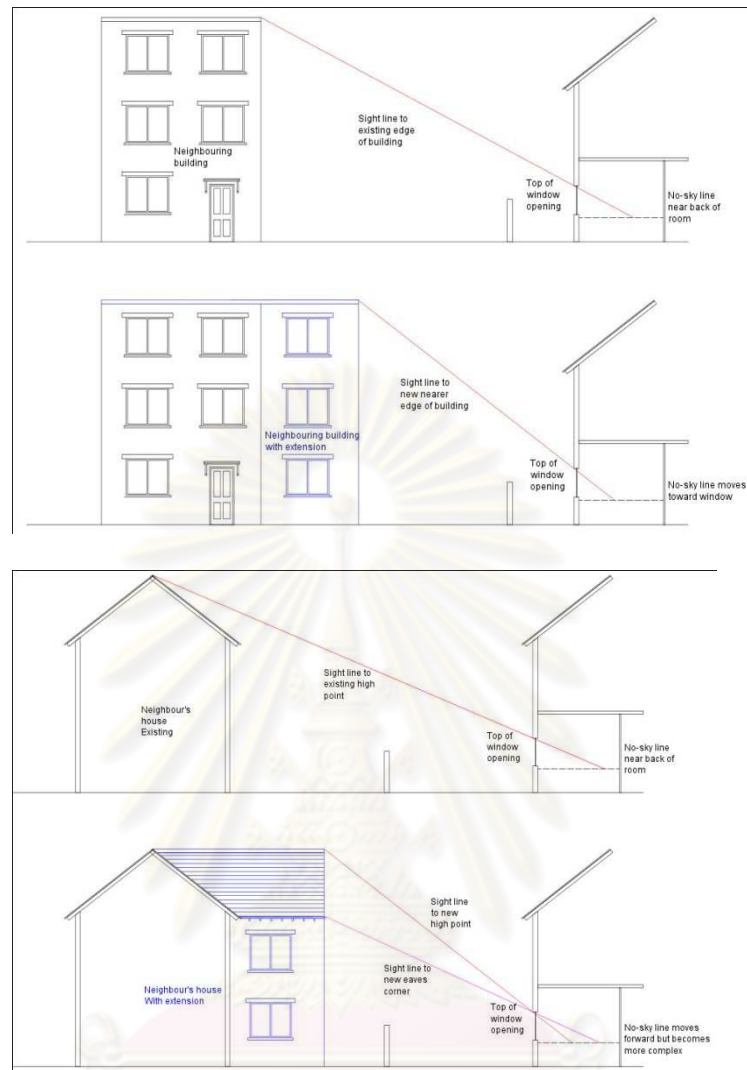 Sight line to
existing edge
of building
Neighbouring
building
Top of
window
opening
No-sky line
near back of
room
Sight line to
new nearer
edge of building
Neighbouring building
with extension
Top of
window
opening
No-sky line moves
toward window
Sight line to
existing high
point
Neighbour's
house
Existing
Top of
window
opening
No-sky line
near back of
room
Sight line
to new
high point
Sight line to
new eaves
corner
Neighbour's house
With extension
Top of
window
opening
No-sky line moves
forward but becomes
more complex